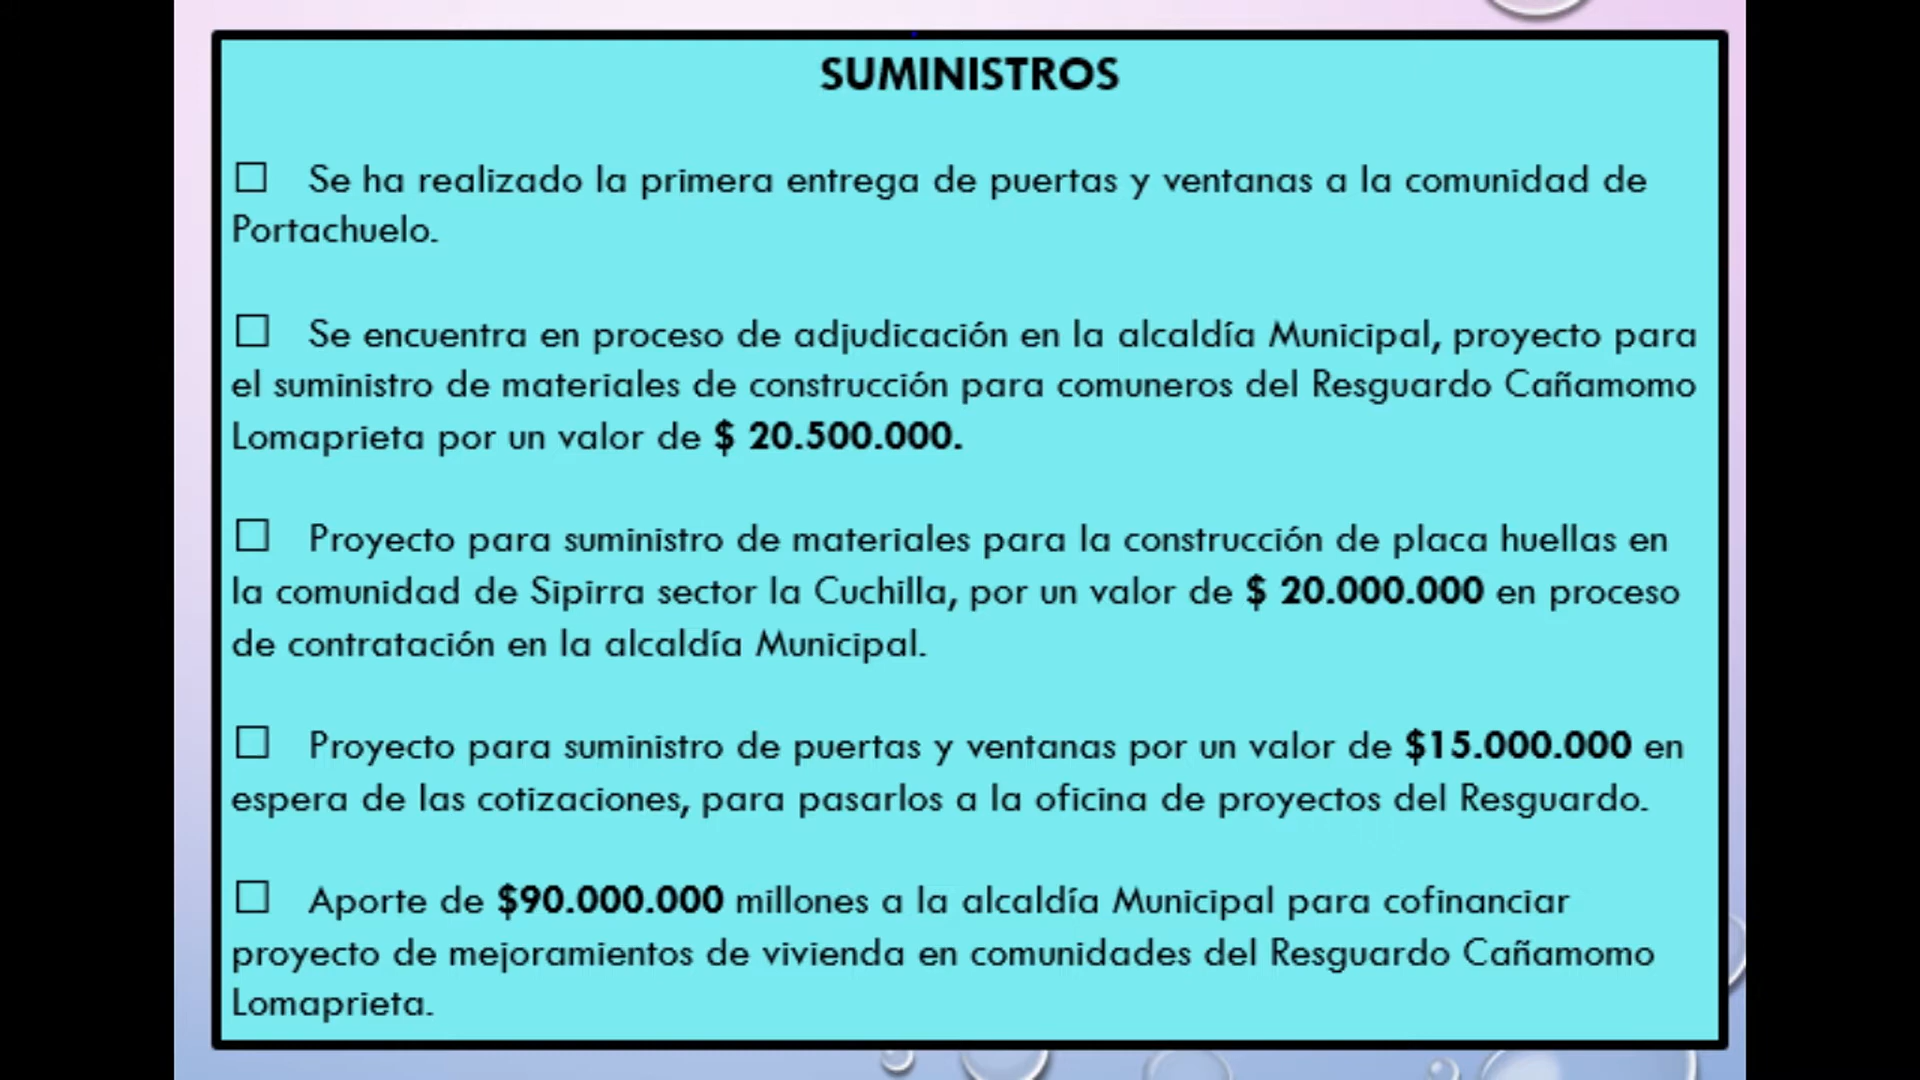 SUMINISTROS
☐ Se ha realizado la primera entrega de puertas y ventanas a la comunidad de
Portachuelo.
☐ Se encuentra en proceso de adjudicación en la alcaldía Municipal, proyecto para
el suministro de materiales de construcción para comuneros del Resguardo Cañamomo
Lomaprieta por un valor de $ 20.500.000.
☐ Proyecto para suministro de materiales para la construcción de placa huellas en
la comunidad de Sipirra sector la Cuchilla, por un valor de $ 20.000.000 en proceso
de contratación en la alcaldía Municipal.
☐ Proyecto para suministro de puertas y ventanas por un valor de $15.000.000 en
espera de las cotizaciones, para pasarlos a la oficina de proyectos del Resguardo.
☐ Aporte de $90.000.000 millones a la alcaldía Municipal para cofinanciar
proyecto de mejoramientos de vivienda en comunidades del Resguardo Cañamomo
Lomaprieta.